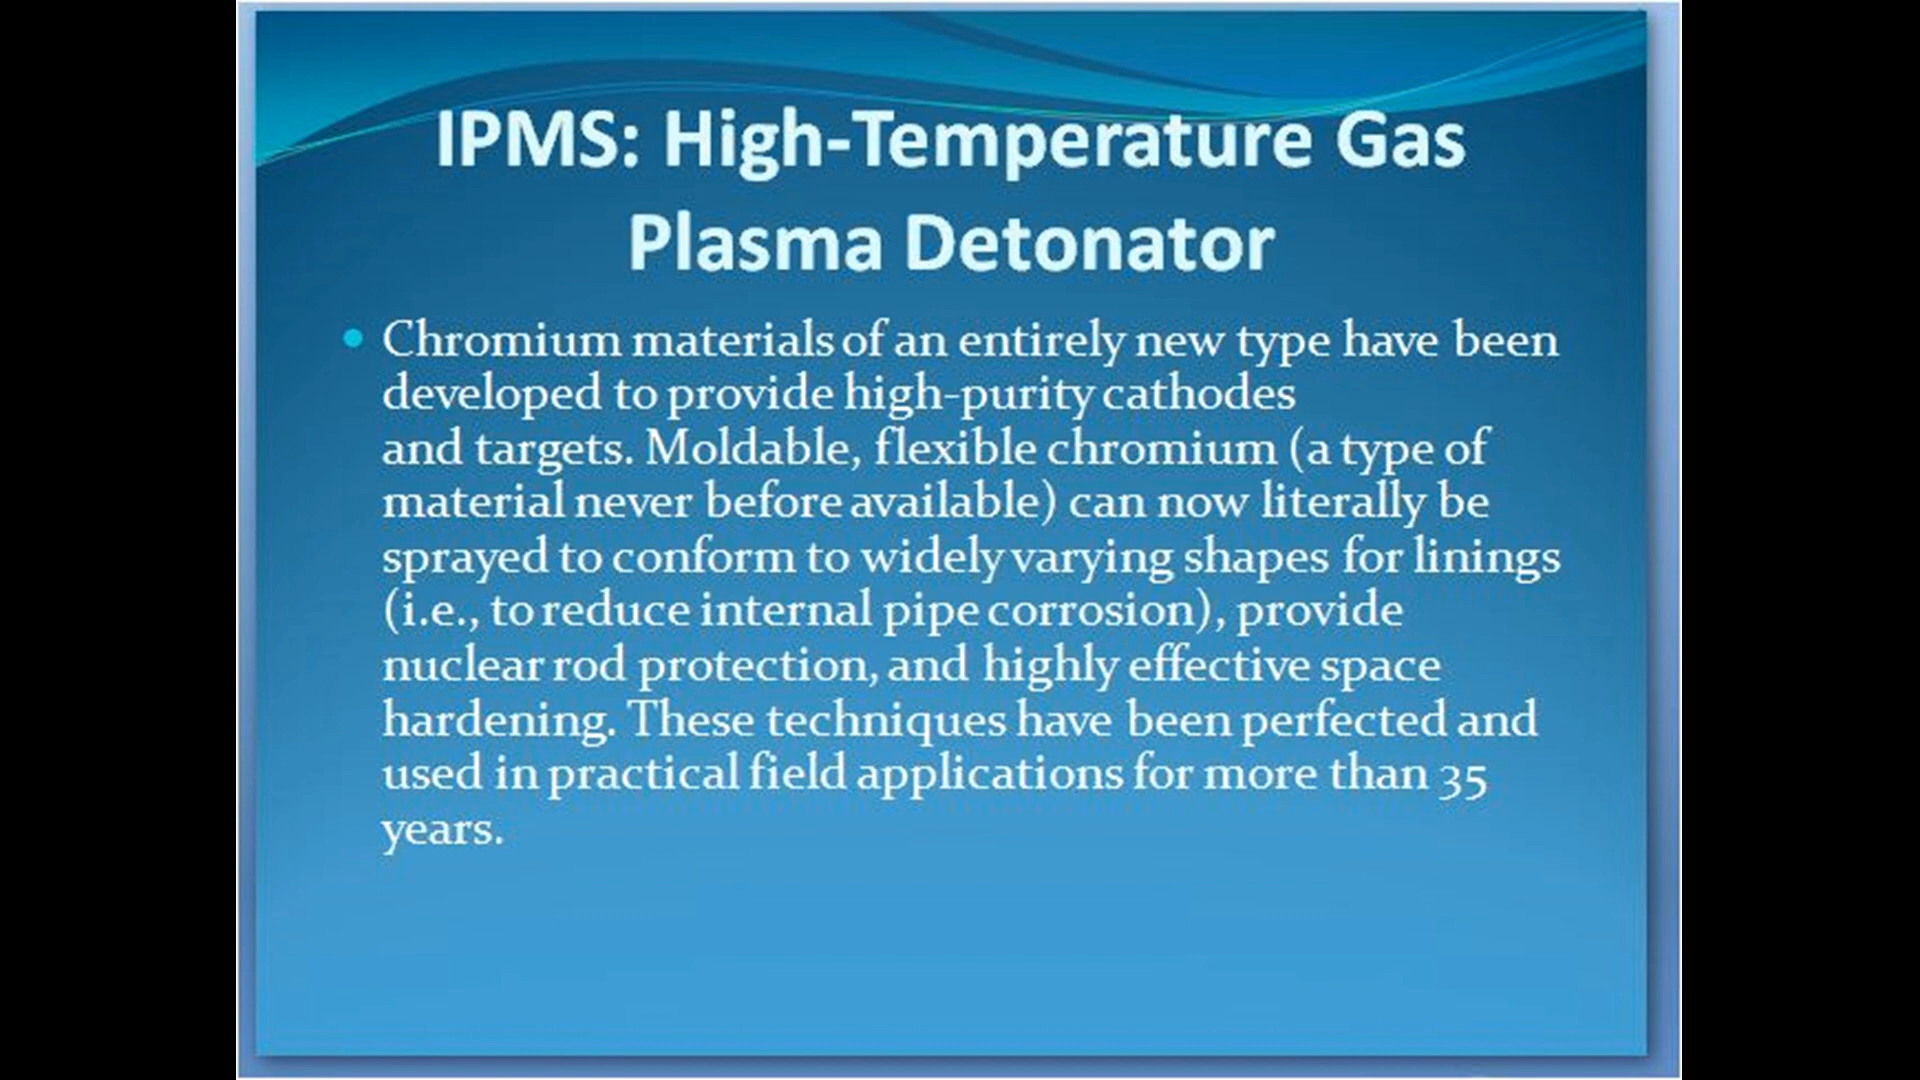 IPMS: High-Temperature Gas
Plasma Detonator
• Chromium materials of an entirely new type have been
developed to provide high-purity cathodes
and targets. Moldable, flexible chromium (a type of
material never before available) can now literally be
sprayed to conform to widely varying shapes for linings
(i.e., to reduce internal pipe corrosion), provide
nuclear rod protection, and highly effective space
hardening. These techniques have been perfected and
used in practical field applications for more than 35
years.